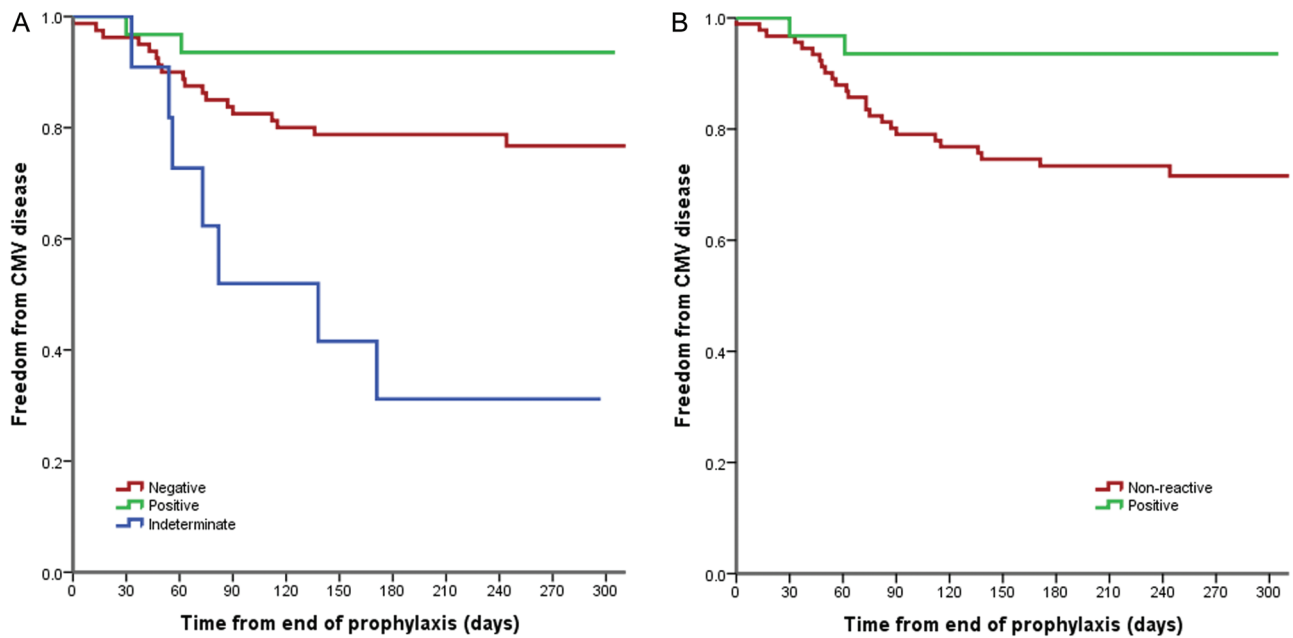 A
Freedom from CMV disease
1.0
0.8
0.6
0.4
0.2
0.0
Negative
Positive
Indeterminate
0 30 60 90 120 150 180 210 240 270 300
Time from end of prophylaxis (days)
B
Freedom from CMV disease
1.0
0.8
0.6
0.4
0.2
0.0
Non-reactive
Positive
0 30 60 90 120 150 180 210 240 270 300
Time from end of prophylaxis (days)